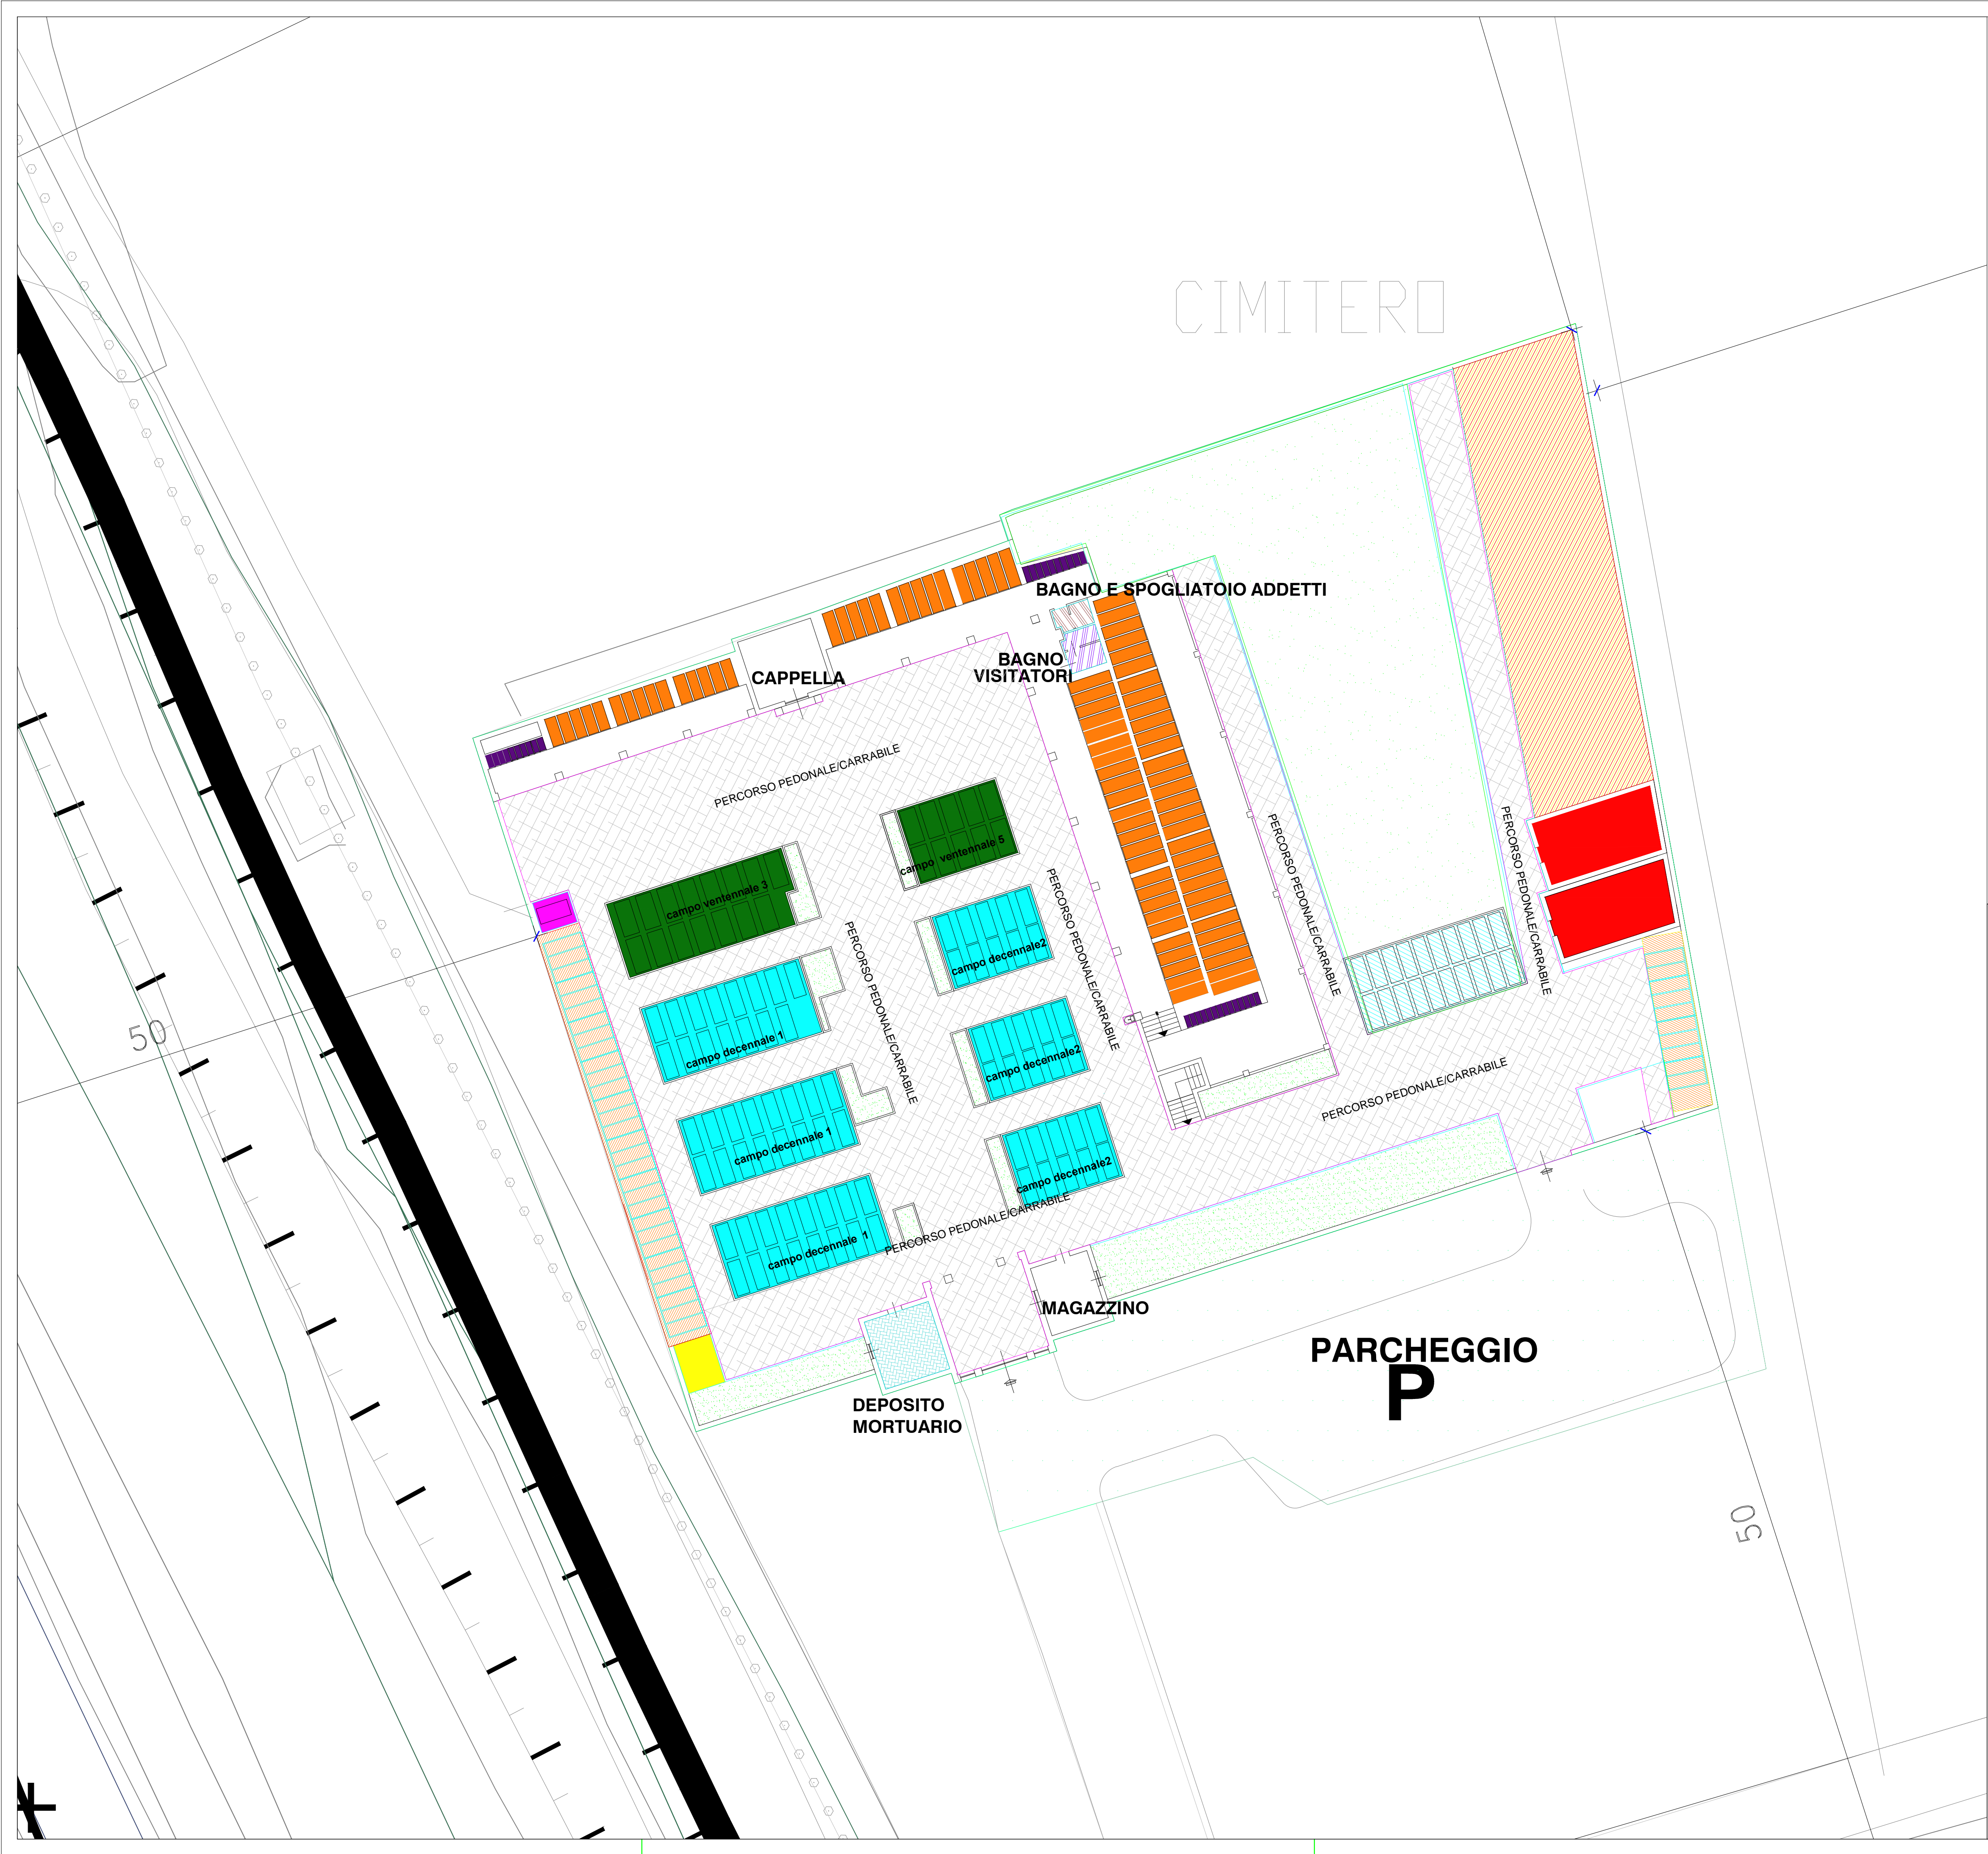 CIMITERO
BAGNO E SPOGLIATOIO ADDETTI
BAGNO
VISITATORI
CAPPELLA
PERCORSO PEDONALE/CARRABILE
campo ventennale 5
campo ventennale 3
PERCORSO PEDONALE/CARRABILE
PERCORSO PEDONALE/CARRABILE
PERCORSO PEDONALE/CARRABILE
PERCORSO PEDONALE/CARRABILE
campo decennale2
campo decennale 1
campo decennale2
campo decennale 1
campo decennale2
campo decennale 1
PERCORSO PEDONALE/CARRABILE
PERCORSO PEDONALE/CARRABILE
50
MAGAZZINO
PARCHEGGIO
P
DEPOSITO
MORTUARIO
50